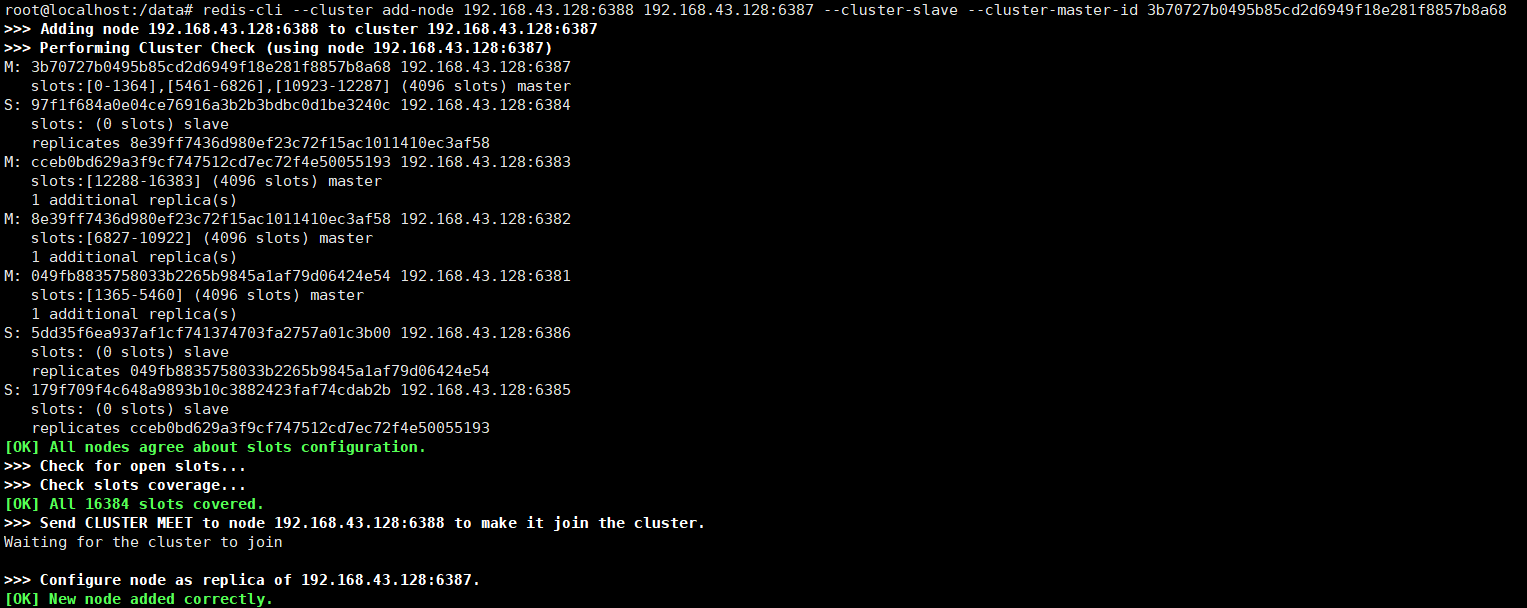 root@localhost:/data# redis-cli --cluster add-node 192.168.43.128:6388 192.168.43.128:6387 --cluster-slave --cluster-master-id 3b70727b0495b85cd2d6949f18e281f8857b8a68
>>> Adding node 192.168.43.128:6388 to cluster 192.168.43.128:6387
>>> Performing Cluster Check (using node 192.168.43.128:6387)
M: 3b70727b0495b85cd2d6949f18e281f8857b8a68 192.168.43.128:6387
   slots:[0-1364],[5461-6826],[10923-12287] (4096 slots) master
S: 97f1f684a0e04ce76916a3b2b3bdbc0d1be3240c 192.168.43.128:6384
   slots: (0 slots) slave
   replicates 8e39ff7436d980ef23c72f15ac1011410ec3af58
M: cceb0bd629a3f9cf747512cd7ec72f4e50055193 192.168.43.128:6383
   slots:[12288-16383] (4096 slots) master
   1 additional replica(s)
M: 8e39ff7436d980ef23c72f15ac1011410ec3af58 192.168.43.128:6382
   slots:[6827-10922] (4096 slots) master
   1 additional replica(s)
M: 049fb8835758033b2265b9845a1af79d06424e54 192.168.43.128:6381
   slots:[1365-5460] (4096 slots) master
   1 additional replica(s)
S: 5dd35f6ea937af1cf741374703fa2757a01c3b00 192.168.43.128:6386
   slots: (0 slots) slave
   replicates 049fb8835758033b2265b9845a1af79d06424e54
S: 179f709f4c648a9893b10c3882423faf74cdab2b 192.168.43.128:6385
   slots: (0 slots) slave
   replicates cceb0bd629a3f9cf747512cd7ec72f4e50055193
[OK] All nodes agree about slots configuration.
>>> Check for open slots...
>>> Check slots coverage...
[OK] All 16384 slots covered.
>>> Send CLUSTER MEET to node 192.168.43.128:6388 to make it join the cluster.
Waiting for the cluster to join
>>> Configure node as replica of 192.168.43.128:6387.
[OK] New node added correctly.